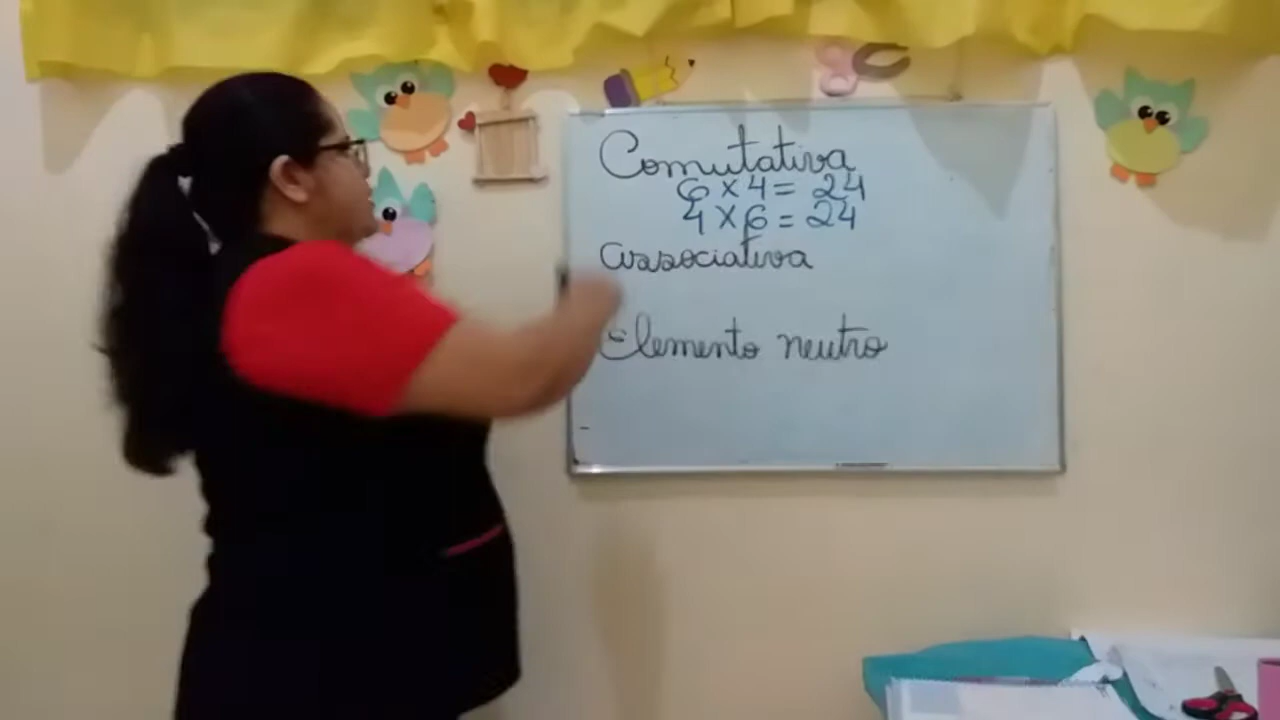 Comutativa
6 x 4 = 24
4 x 6 = 24
associativa
Elemento neutro